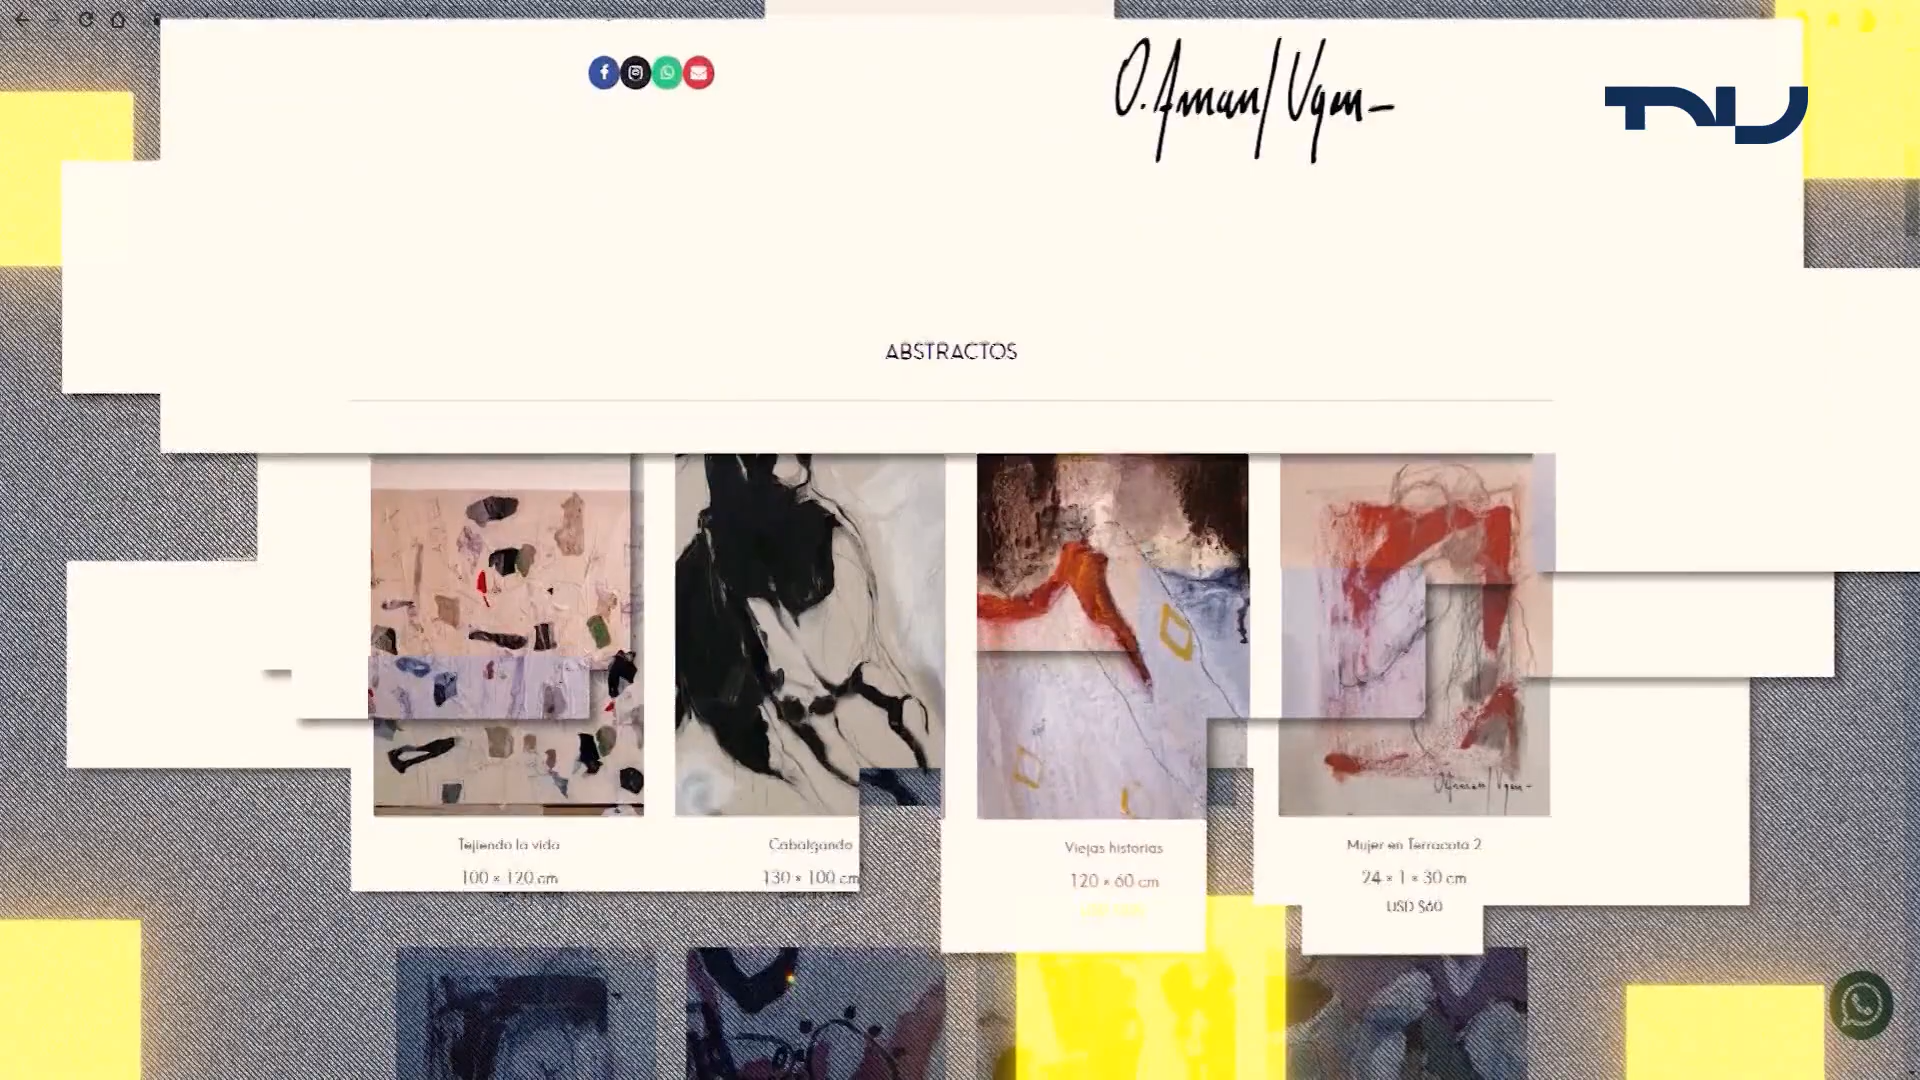 ABSTRACTOS
Tejiendo la vida
100 × 120 cm
Cabalgando
130 × 100 cm
Viejas historias
120 × 60 cm
Mujer en Terracota 2
24 × 1 × 30 cm
USD $60